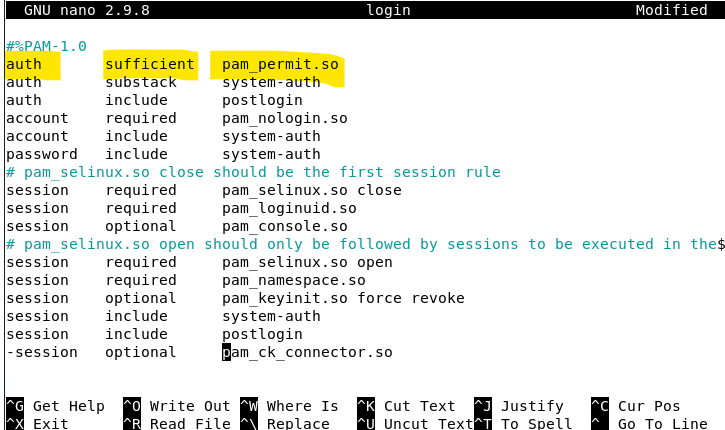 GNU nano 2.9.8 login Modified
#%PAM-1.0
auth sufficient pam_permit.so
auth substack system-auth
auth include postlogin
account required pam_nologin.so
account include system-auth
password include system-auth
# pam_selinux.so close should be the first session rule
session required pam_selinux.so close
session required pam_loginuid.so
session optional pam_console.so
# pam_selinux.so open should only be followed by sessions to be executed in the$
session required pam_selinux.so open
session required pam_namespace.so
session optional pam_keyinit.so force revoke
session include system-auth
session include postlogin
-session optional pam_ck_connector.so
^G Get Help ^O Write Out ^W Where Is ^K Cut Text ^J Justify ^C Cur Pos
^X Exit ^R Read File ^\ Replace ^U Uncut Text ^T To Spell ^_ Go To Line